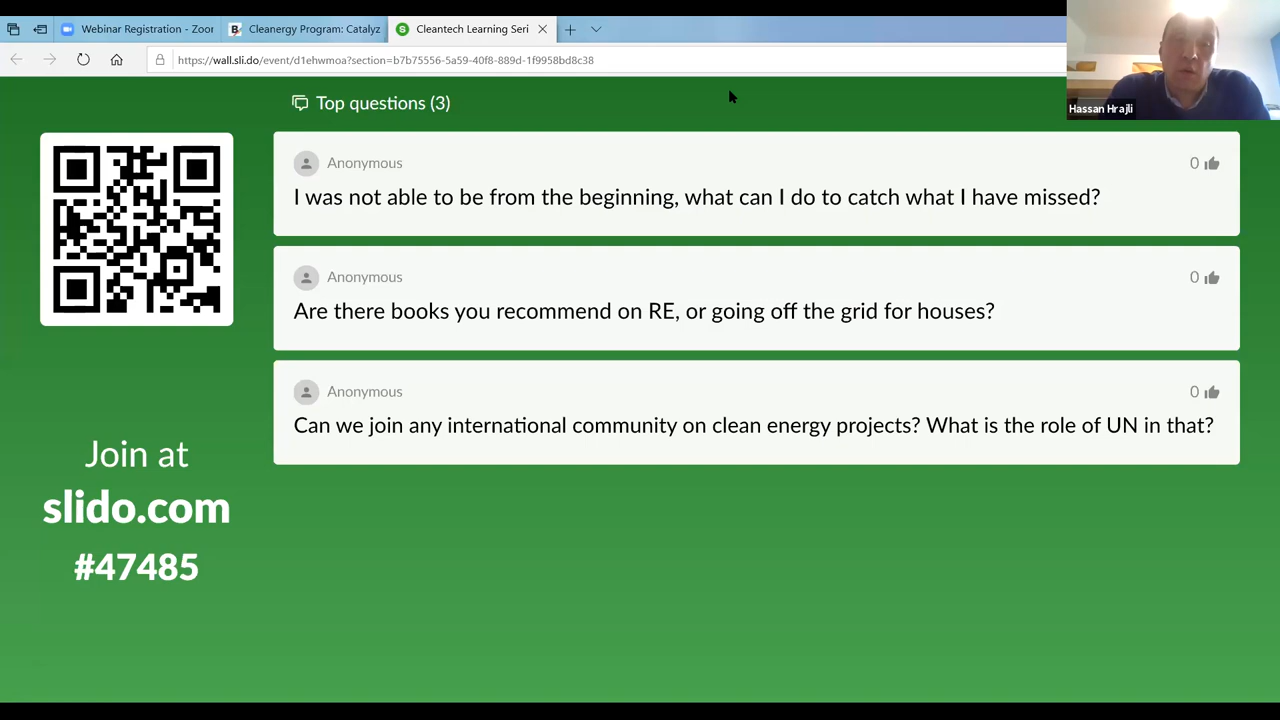 Webinar Registration - Zoor
Cleanergy Program: Catalyz
Cleantech Learning Seri
https://wall.sli.do/event/d1ehwmoa?section=b7b75556-5a59-40f8-889d-1f9958bd8c38
Hassan Hrajli
Top questions (3)
Anonymous
0
I was not able to be from the beginning, what can I do to catch what I have missed?
Anonymous
0
Are there books you recommend on RE, or going off the grid for houses?
Anonymous
0
Can we join any international community on clean energy projects? What is the role of UN in that?
Join at
slido.com
#47485